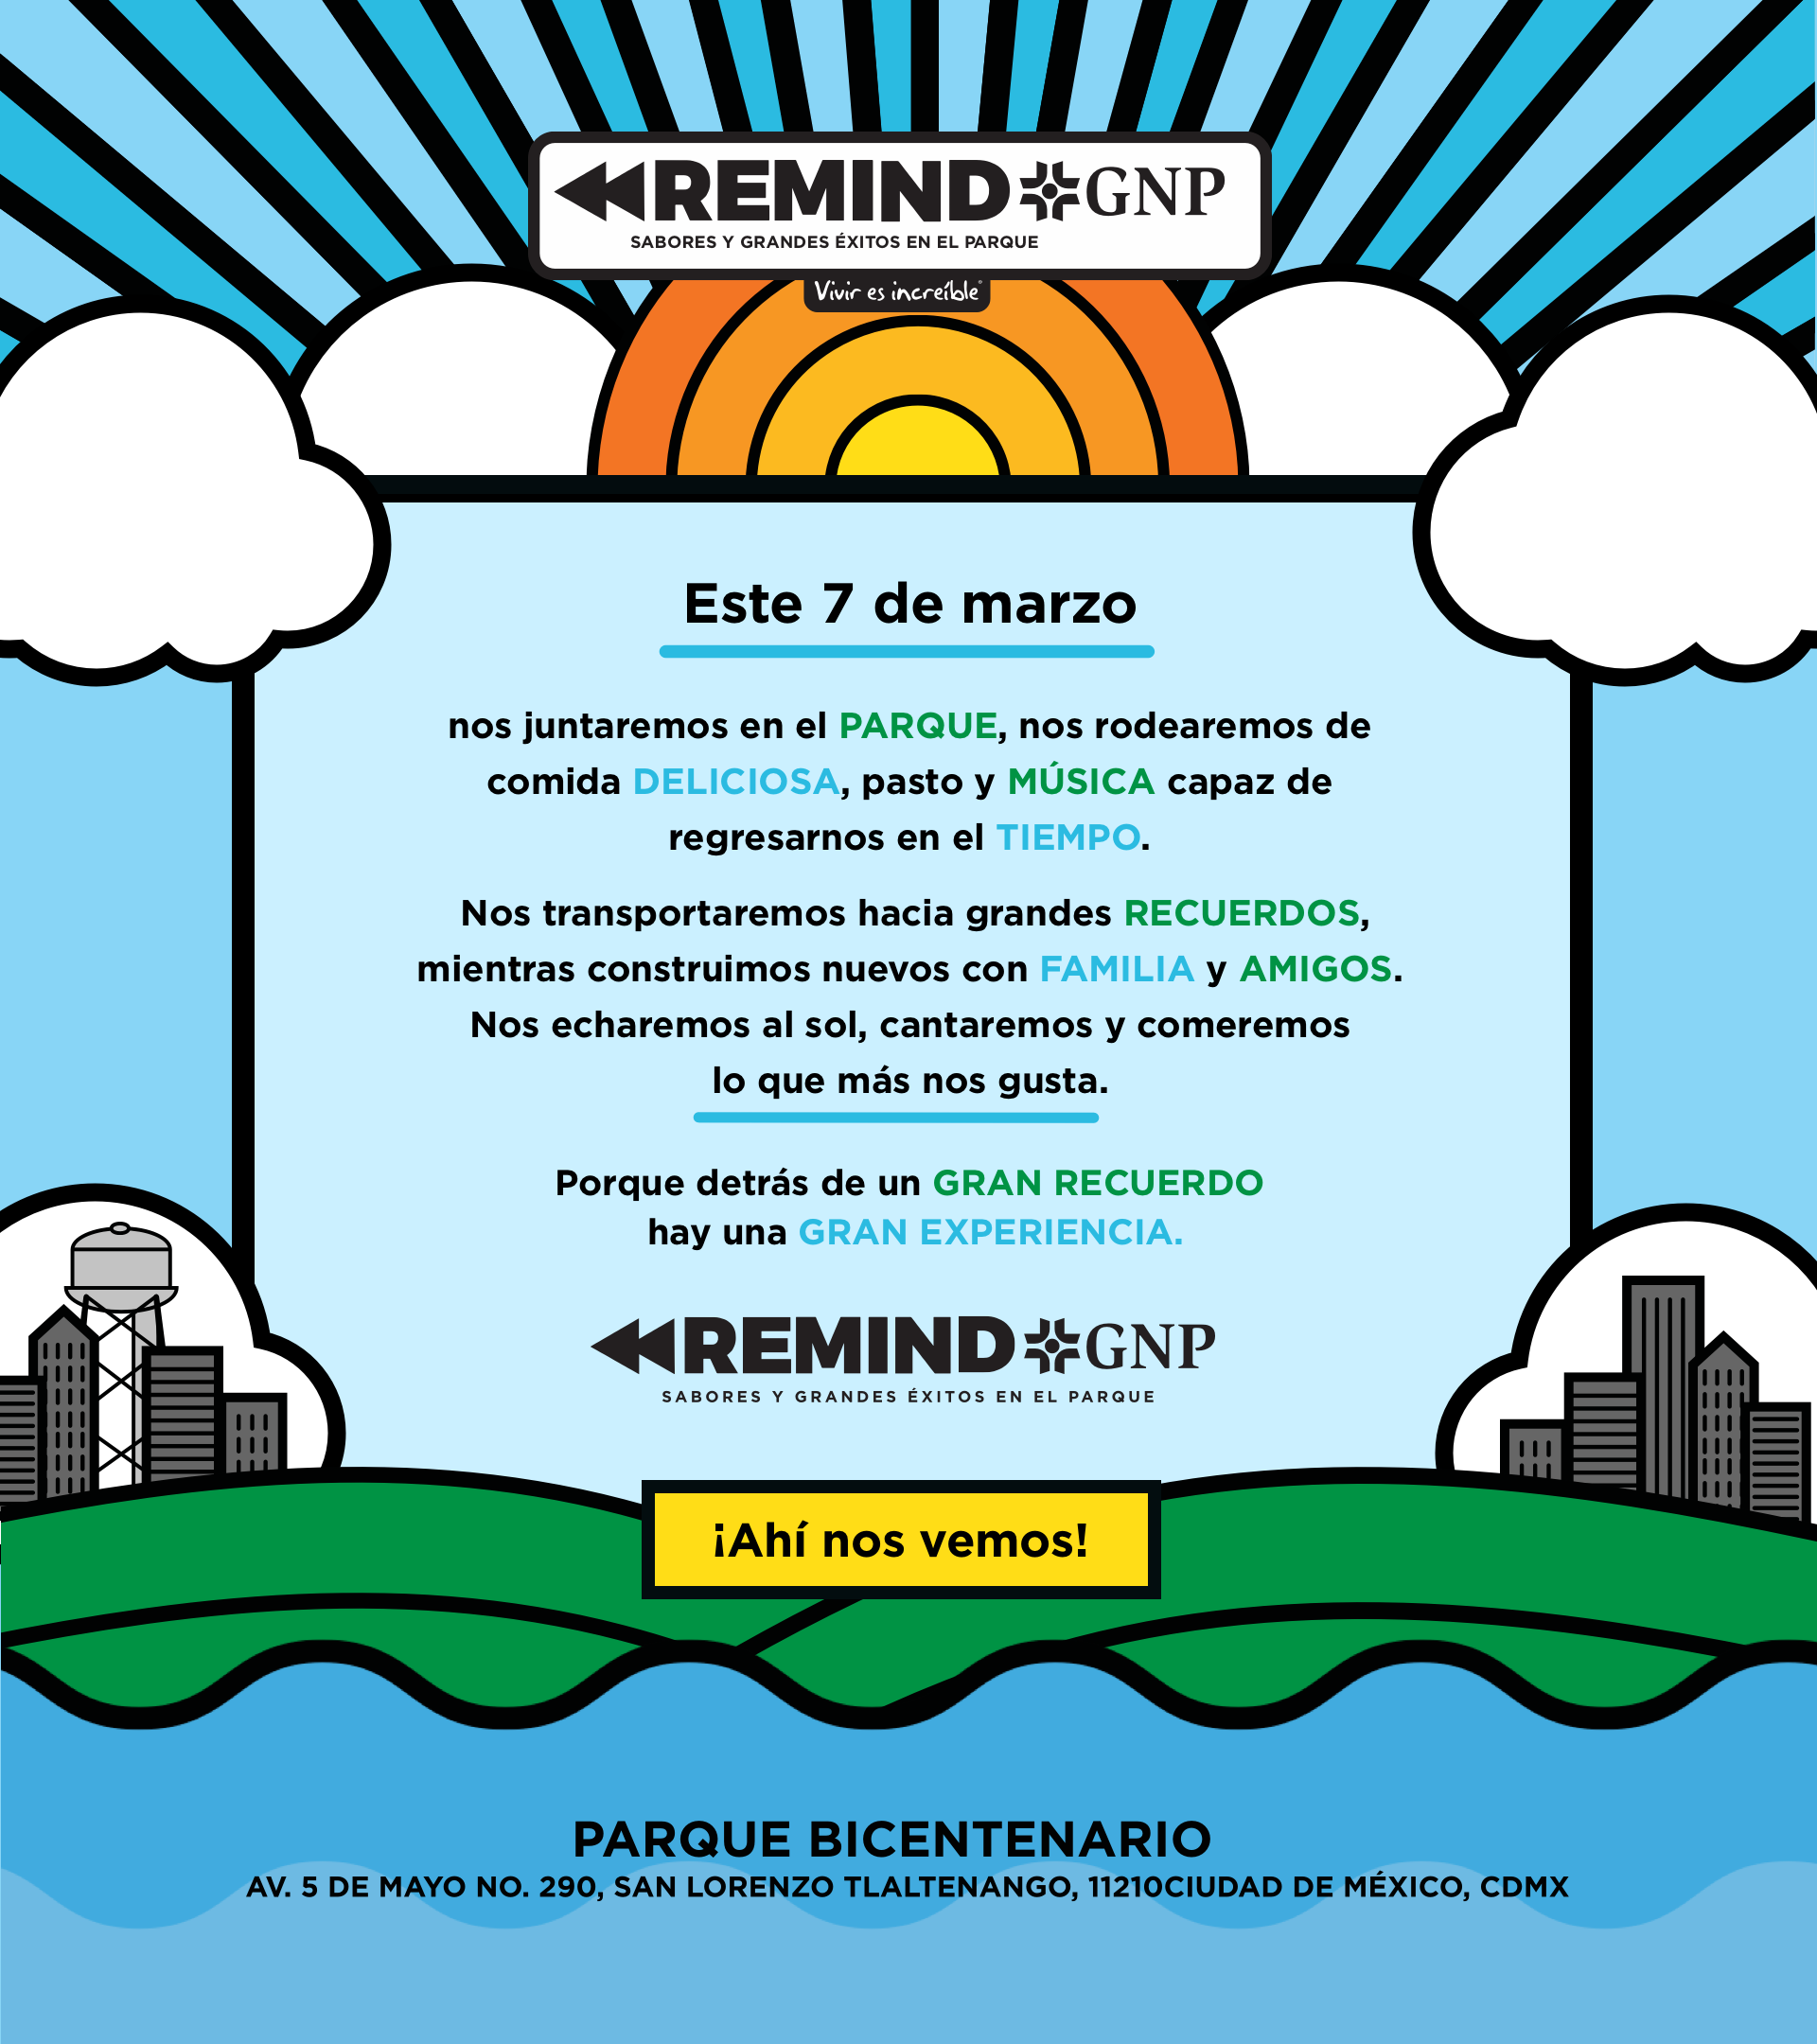 REMIND GNP
SABORES Y GRANDES ÉXITOS EN EL PARQUE
Vivir es increíble
Este 7 de marzo
nos juntaremos en el PARQUE, nos rodearemos de
comida DELICIOSA, pasto y MÚSICA capaz de
regresarnos en el TIEMPO.
Nos transportaremos hacia grandes RECUERDOS,
mientras construimos nuevos con FAMILIA y AMIGOS.
Nos echaremos al sol, cantaremos y comeremos
lo que más nos gusta.
Porque detrás de un GRAN RECUERDO
hay una GRAN EXPERIENCIA.
REMIND GNP
SABORES Y GRANDES ÉXITOS EN EL PARQUE
¡Ahí nos vemos!
PARQUE BICENTENARIO
AV. 5 DE MAYO NO. 290, SAN LORENZO TLALTENANGO, 11210CIUDAD DE MÉXICO, CDMX